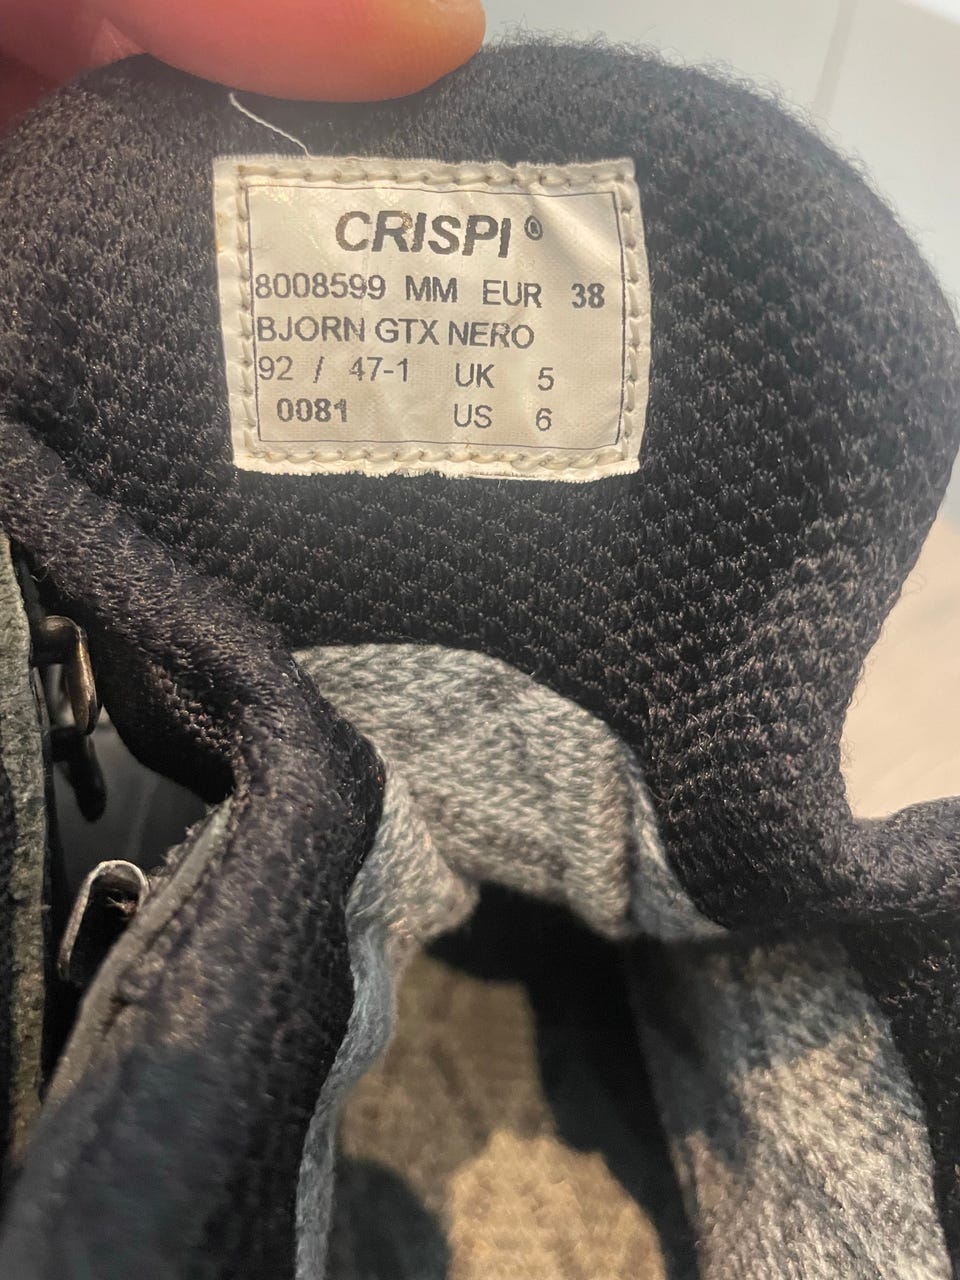 CRISPI®
8008599 MM EUR 38
BJORN GTX NERO
92 / 47-1 UK 5
0081 US 6